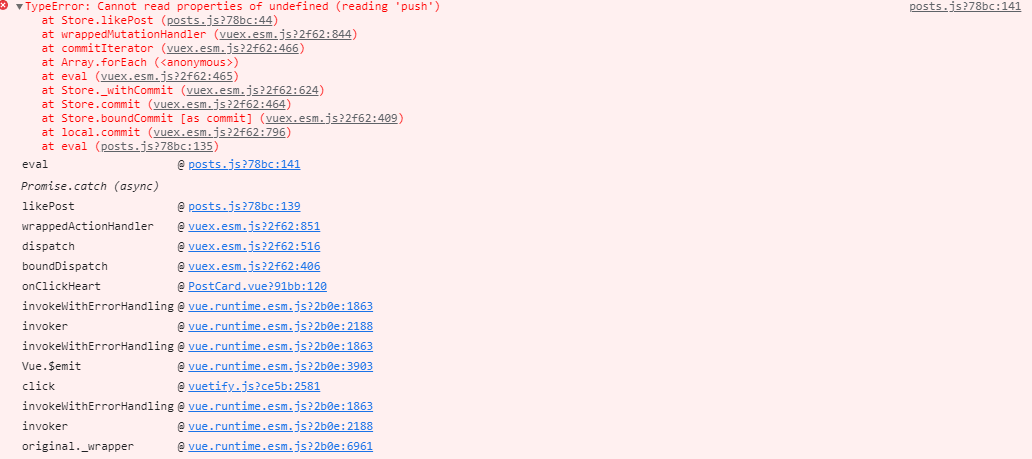 TypeError: Cannot read properties of undefined (reading 'push') posts.js?78bc:141
at Store.likePost (posts.js?78bc:44)
at wrappedMutationHandler (vuex.esm.js?2f62:844)
at commitIterator (vuex.esm.js?2f62:466)
at Array.forEach (<anonymous>)
at eval (vuex.esm.js?2f62:465)
at Store._withCommit (vuex.esm.js?2f62:624)
at Store.commit (vuex.esm.js?2f62:464)
at Store.boundCommit [as commit] (vuex.esm.js?2f62:409)
at local.commit (vuex.esm.js?2f62:796)
at eval (posts.js?78bc:135)
eval @ posts.js?78bc:141
Promise.catch (async)
likePost @ posts.js?78bc:139
wrappedActionHandler @ vuex.esm.js?2f62:851
dispatch @ vuex.esm.js?2f62:516
boundDispatch @ vuex.esm.js?2f62:406
onClickHeart @ PostCard.vue?91bb:120
invokeWithErrorHandling @ vue.runtime.esm.js?2b0e:1863
invoker @ vue.runtime.esm.js?2b0e:2188
invokeWithErrorHandling @ vue.runtime.esm.js?2b0e:1863
Vue.$emit @ vue.runtime.esm.js?2b0e:3903
click @ vuetify.js?ce5b:2581
invokeWithErrorHandling @ vue.runtime.esm.js?2b0e:1863
invoker @ vue.runtime.esm.js?2b0e:2188
original._wrapper @ vue.runtime.esm.js?2b0e:6961